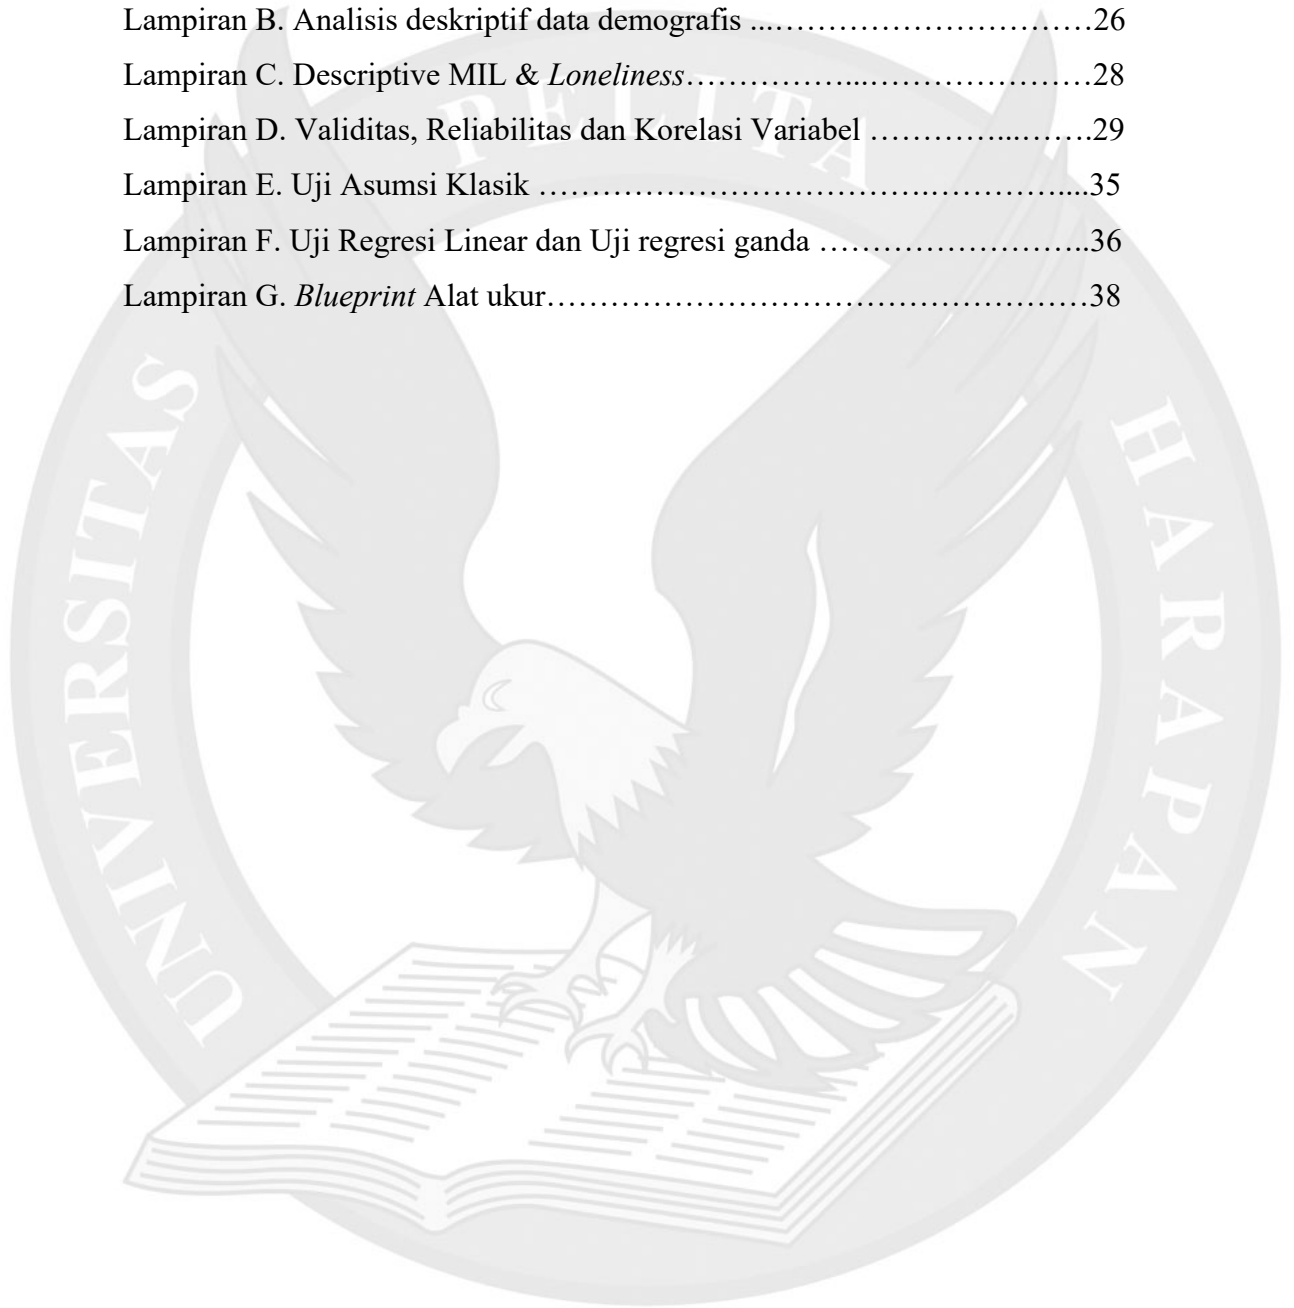 Lampiran B. Analisis deskriptif data demografis ...…………………………26
Lampiran C. Descriptive MIL & Loneliness……………...…………………28
Lampiran D. Validitas, Reliabilitas dan Korelasi Variabel …………...…….29
Lampiran E. Uji Asumsi Klasik ……………………………….…………....35
Lampiran F. Uji Regresi Linear dan Uji regresi ganda …………………..36
Lampiran G. Blueprint Alat ukur……………………………………………38
UNIVERSITAS PELITA HARAPAN